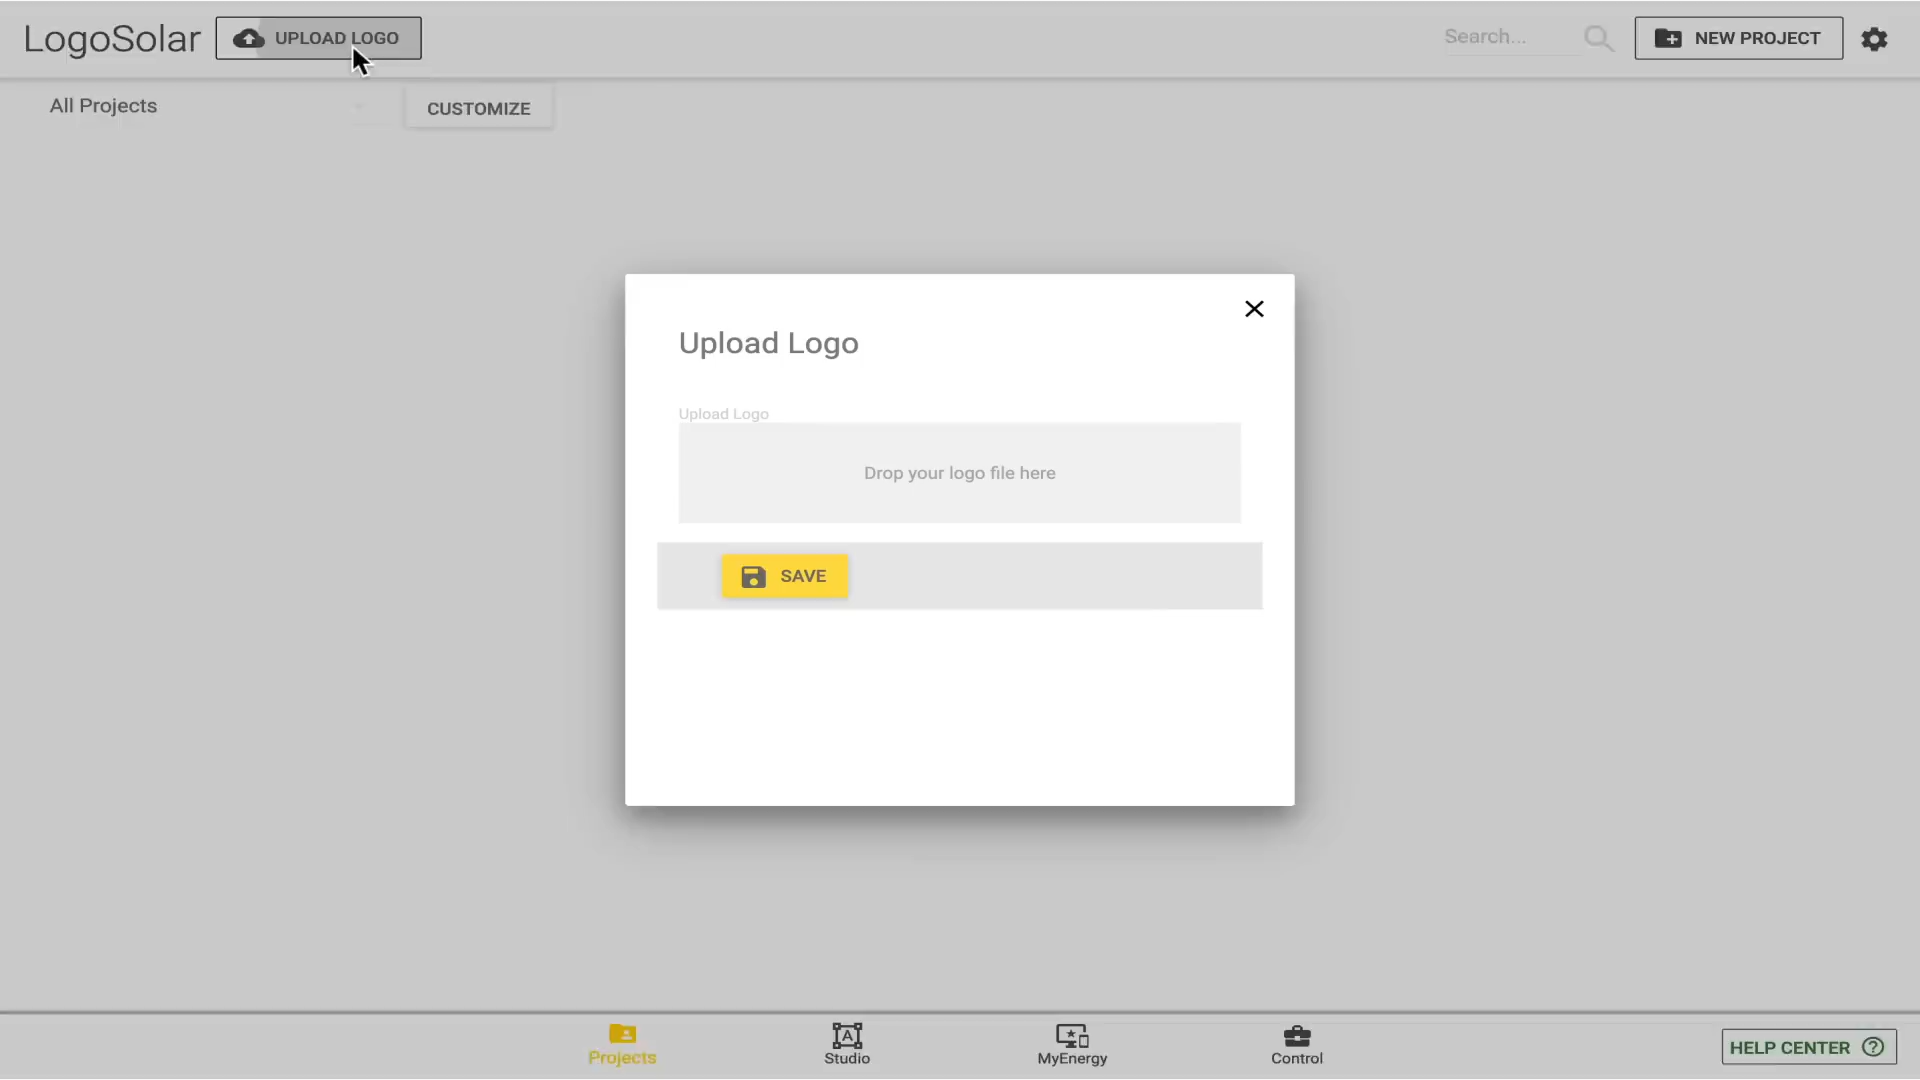 LogoSolar
UPLOAD LOGO
Search...
NEW PROJECT
All Projects
CUSTOMIZE
Upload Logo
Upload Logo
Drop your logo file here
SAVE
Projects
Studio
MyEnergy
Control
HELP CENTER